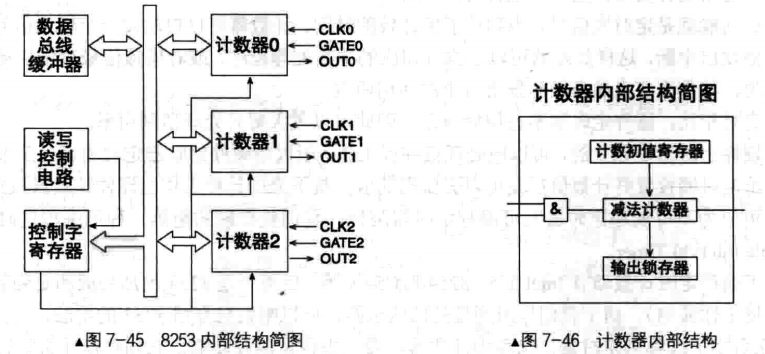 数据
总线
缓冲器
计数器0
CLK0
GATE0
OUT0
读写
控制
电路
计数器1
CLK1
GATE1
OUT1
控制字
寄存器
计数器2
CLK2
GATE2
OUT2
▲图 7-45 8253 内部结构简图
计数器内部结构简图
计数初值寄存器
&
减法计数器
输出锁存器
▲图 7-46 计数器内部结构